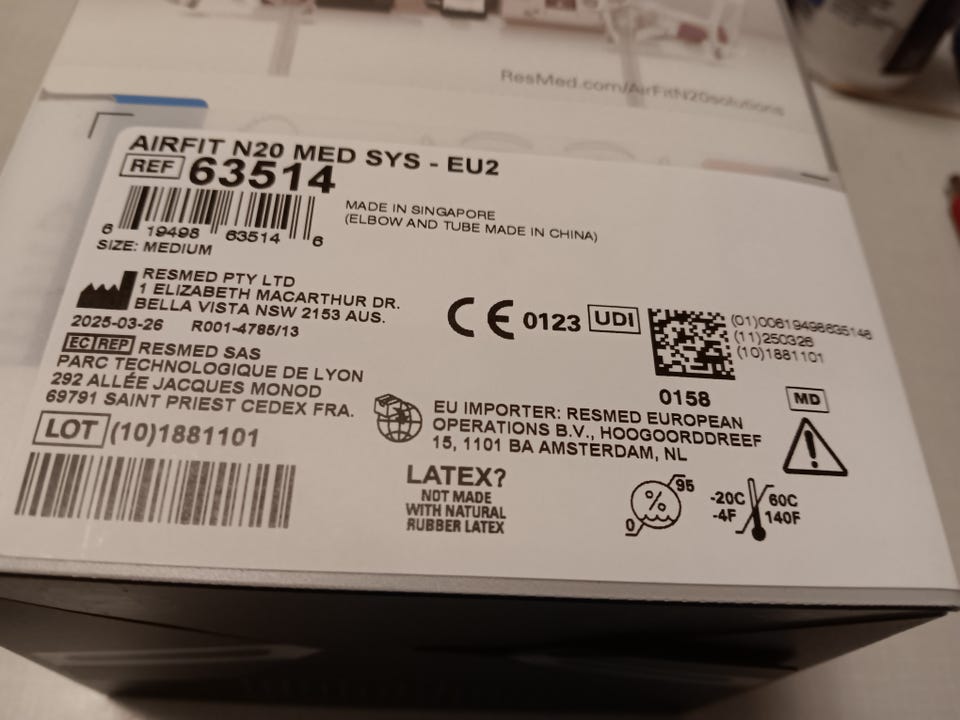 ResMed.com/AirFitN20solutions
AIRFIT N20 MED SYS - EU2
REF 63514
6 19498 63514 6
SIZE: MEDIUM
MADE IN SINGAPORE
(ELBOW AND TUBE MADE IN CHINA)
RESMED PTY LTD
1 ELIZABETH MACARTHUR DR.
BELLA VISTA NSW 2153 AUS.
2025-03-26 R001-4785/13
EC REP RESMED SAS
PARC TECHNOLOGIQUE DE LYON
292 ALLÉE JACQUES MONOD
69791 SAINT PRIEST CEDEX FRA.
LOT (10)1881101
CE 0123 UDI
(01)00619498635146
(11)250326
(10)1881101
0158
MD
EU IMPORTER: RESMED EUROPEAN
OPERATIONS B.V., HOOGOORDDREEF
15, 1101 BA AMSTERDAM, NL
LATEX?
NOT MADE
WITH NATURAL
RUBBER LATEX
95
%
0
-20C 60C
-4F 140F